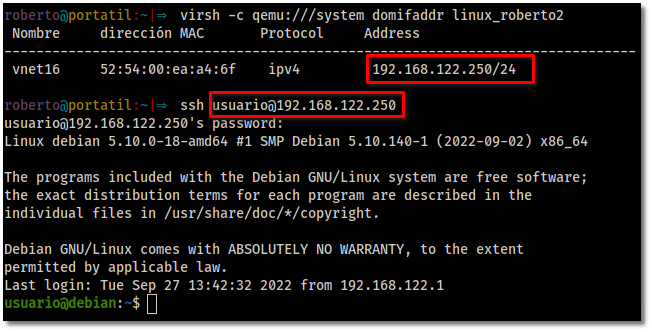 roberto@portatil:~|⇒  virsh -c qemu:///system domifaddr linux_roberto2
 Nombre     dirección MAC       Protocol     Address
-------------------------------------------------------------------------------
 vnet16     52:54:00:ea:a4:6f    ipv4         192.168.122.250/24

roberto@portatil:~|⇒  ssh usuario@192.168.122.250
usuario@192.168.122.250's password:
Linux debian 5.10.0-18-amd64 #1 SMP Debian 5.10.140-1 (2022-09-02) x86_64

The programs included with the Debian GNU/Linux system are free software;
the exact distribution terms for each program are described in the
individual files in /usr/share/doc/*/copyright.

Debian GNU/Linux comes with ABSOLUTELY NO WARRANTY, to the extent
permitted by applicable law.
Last login: Tue Sep 27 13:42:32 2022 from 192.168.122.1
usuario@debian:~$